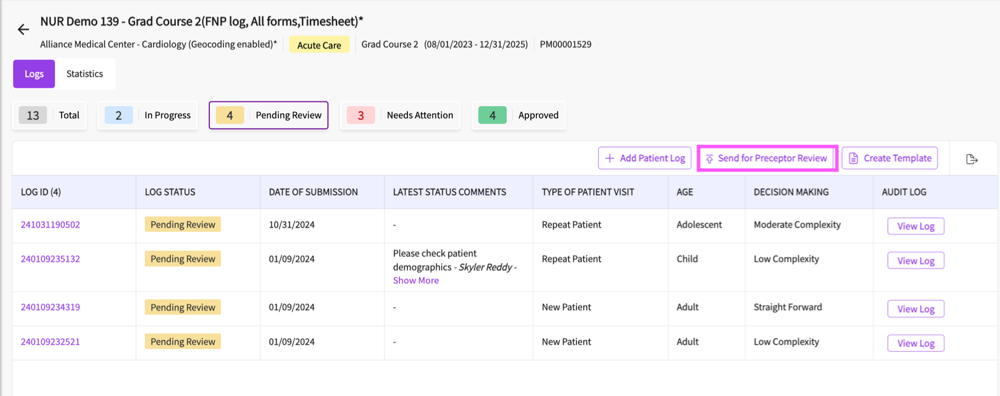 NUR Demo 139 - Grad Course 2(FNP log, All forms,Timesheet)*
Alliance Medical Center - Cardiology (Geocoding enabled)* Acute Care Grad Course 2 (08/01/2023 - 12/31/2025) PM00001529
Logs Statistics
13 Total 2 In Progress 4 Pending Review 3 Needs Attention 4 Approved
Add Patient Log Send for Preceptor Review Create Template
LOG ID (4) LOG STATUS DATE OF SUBMISSION LATEST STATUS COMMENTS TYPE OF PATIENT VISIT AGE DECISION MAKING AUDIT LOG
241031190502 Pending Review 10/31/2024 - Repeat Patient Adolescent Moderate Complexity View Log
240109235132 Pending Review 01/09/2024 Please check patient Repeat Patient Child Low Complexity View Log
demographics - Skyler Reddy -
Show More
240109234319 Pending Review 01/09/2024 - New Patient Adult Straight Forward View Log
240109232521 Pending Review 01/09/2024 - New Patient Adult Low Complexity View Log